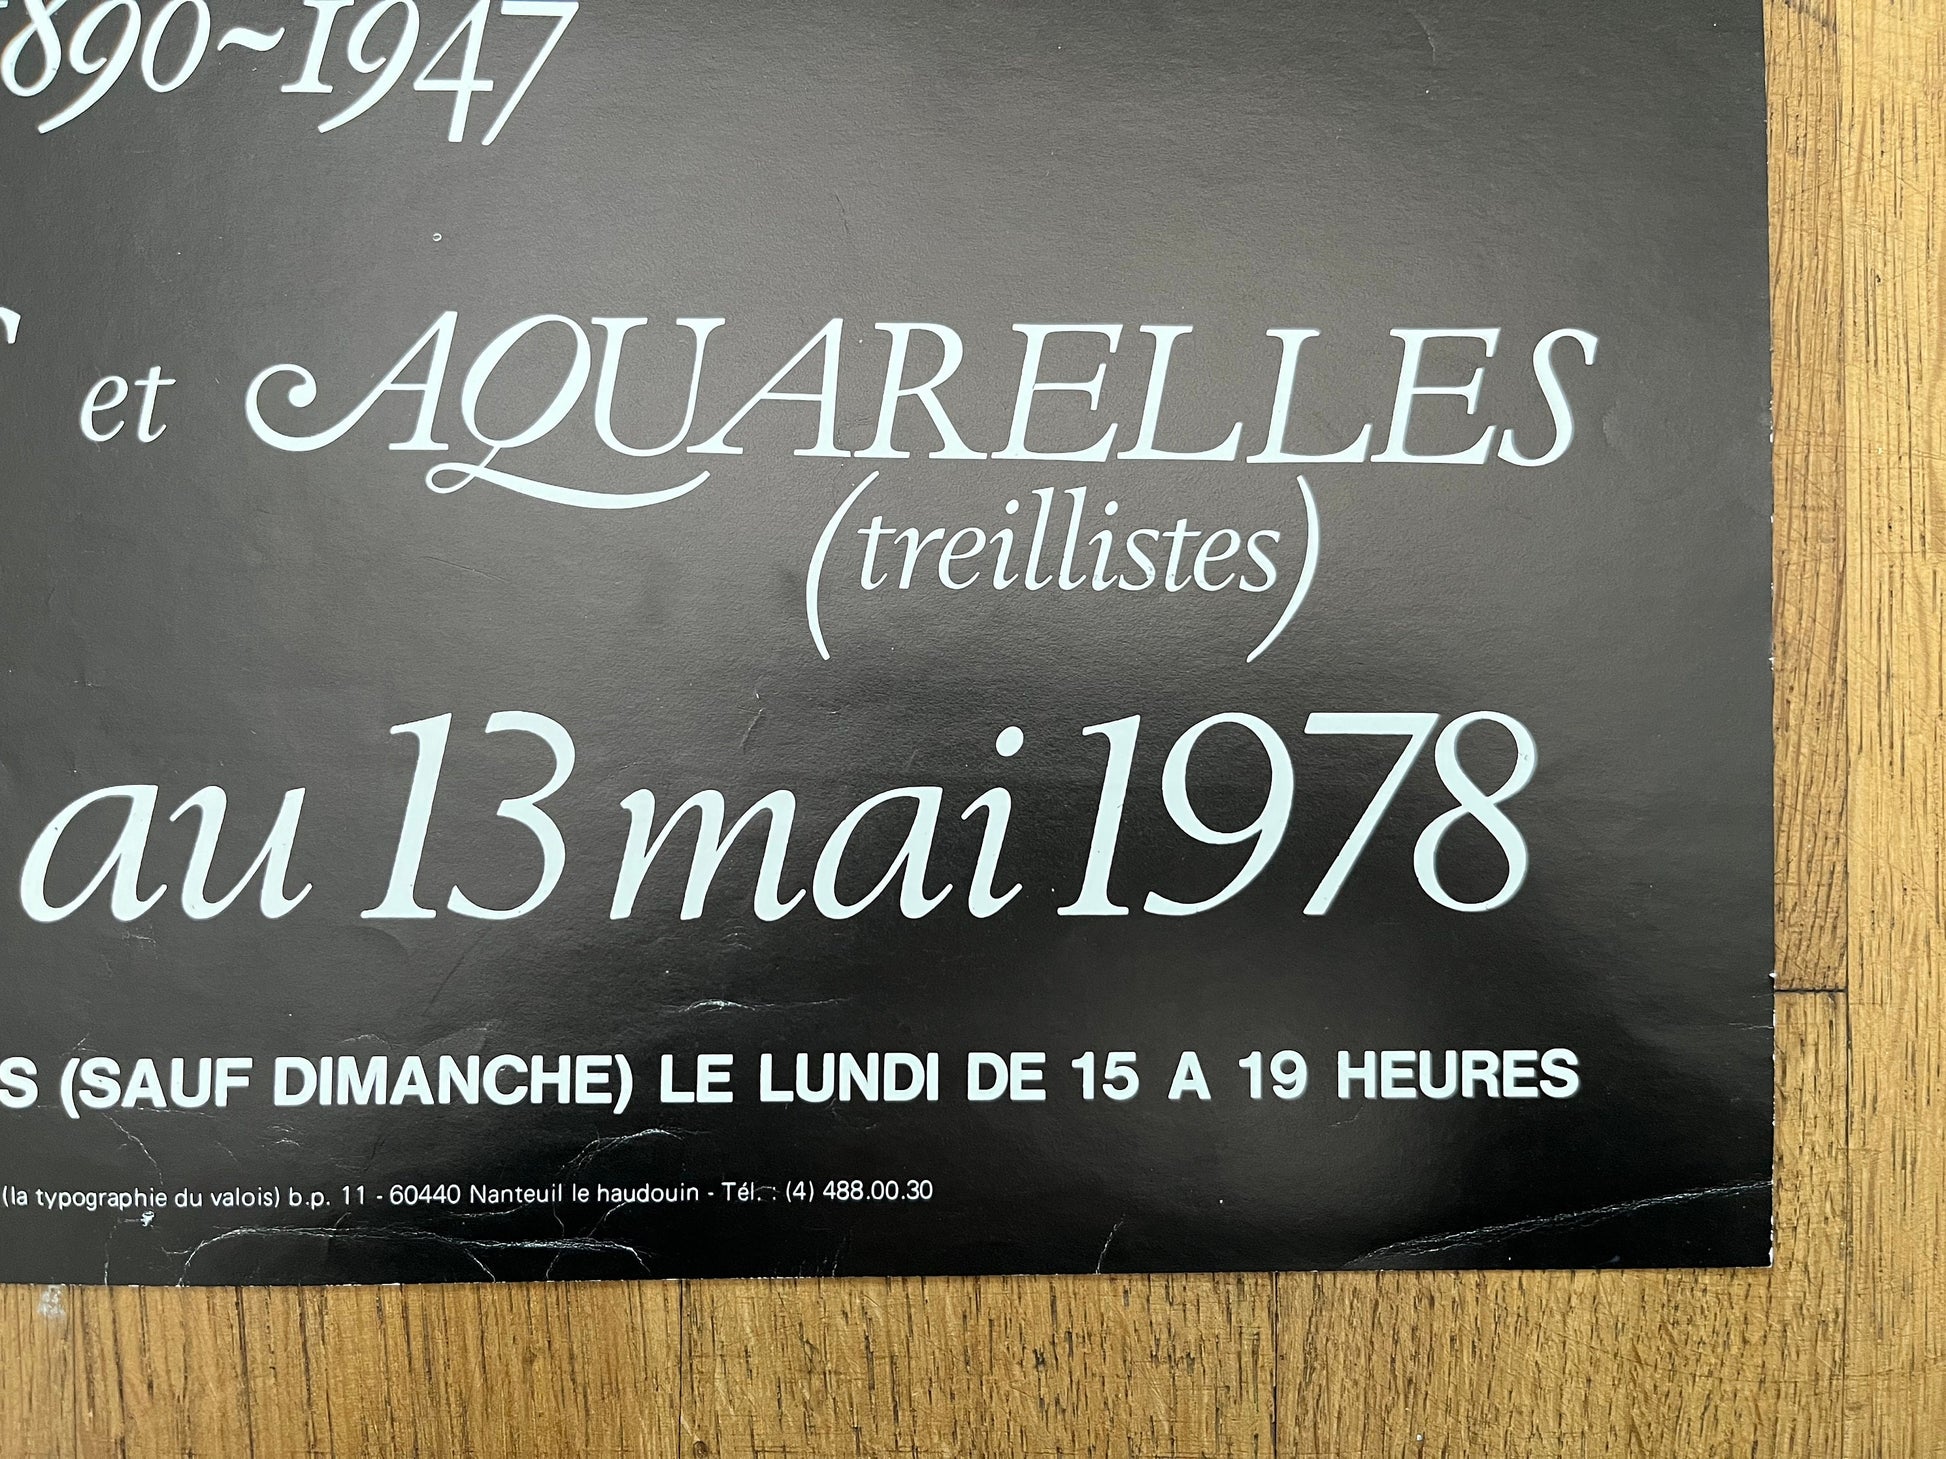 1890~1947
et AQUARELLES
(treillistes)
au 13 mai 1978
S (SAUF DIMANCHE) LE LUNDI DE 15 A 19 HEURES
(la typographie du valois) b.p. 11 - 60440 Nanteuil le haudouin - Tél. : (4) 488.00.30